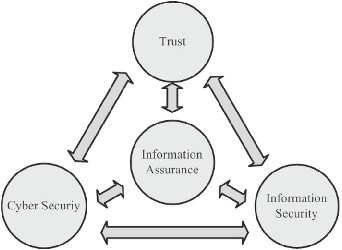 Trust
Information
Assurance
Cyber Securiy
Information
Security